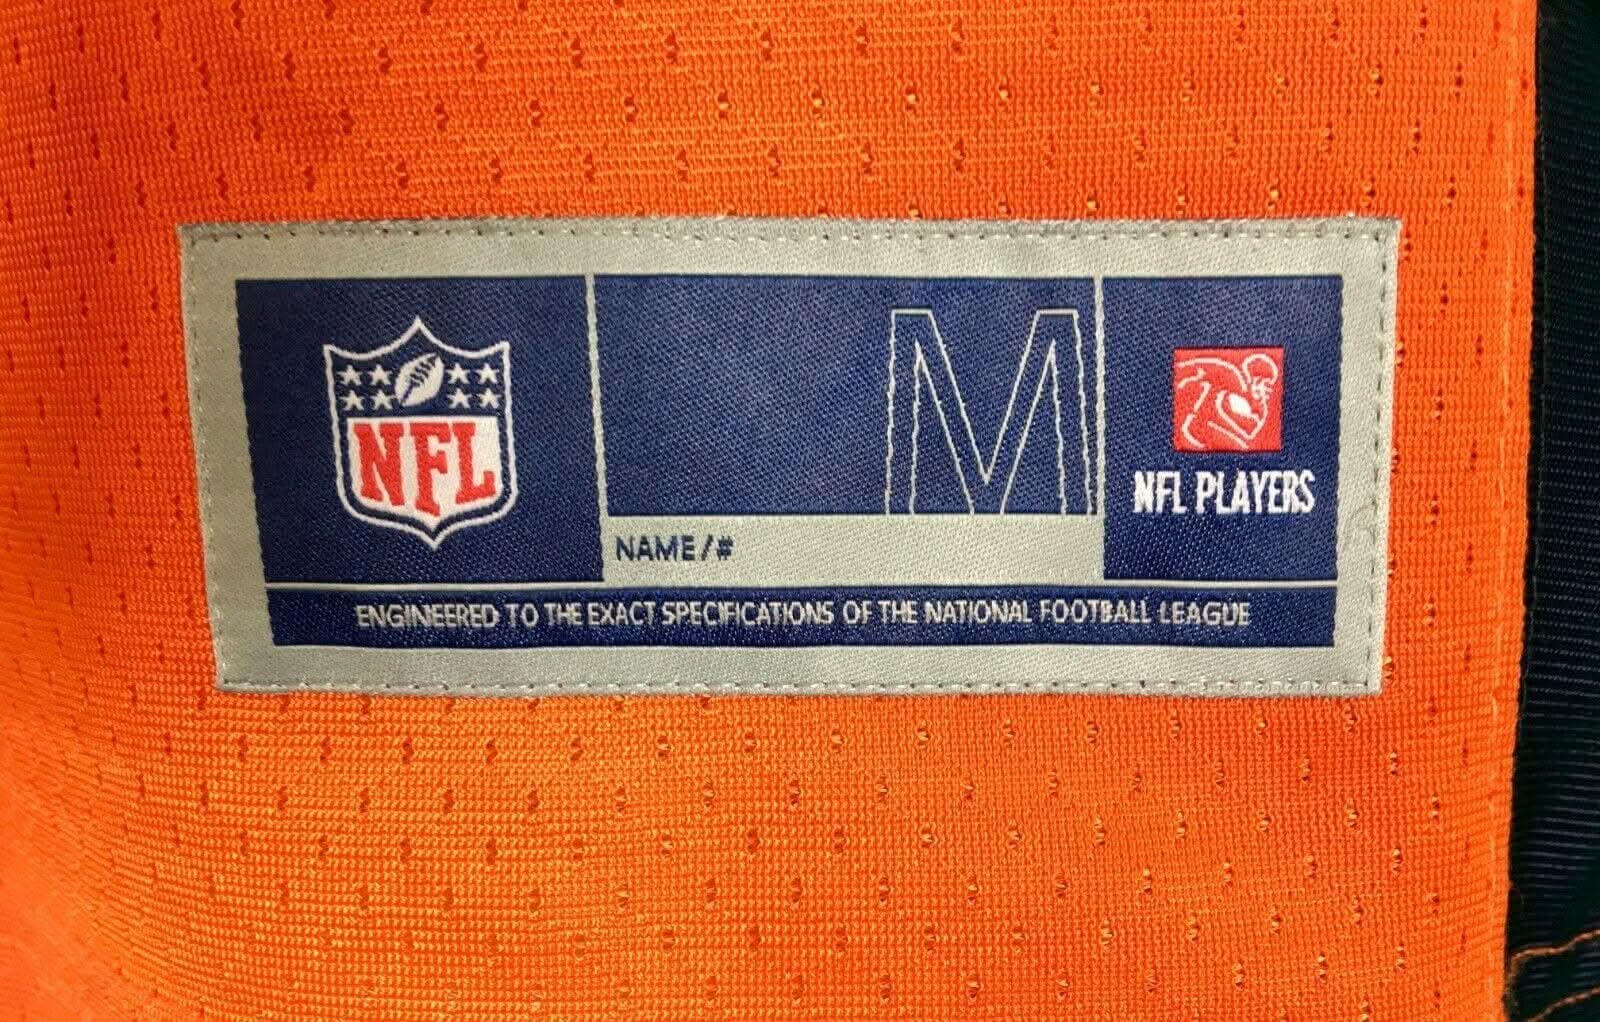 NFL
M
NFL PLAYERS
NAME/#
ENGINEERED TO THE EXACT SPECIFICATIONS OF THE NATIONAL FOOTBALL LEAGUE